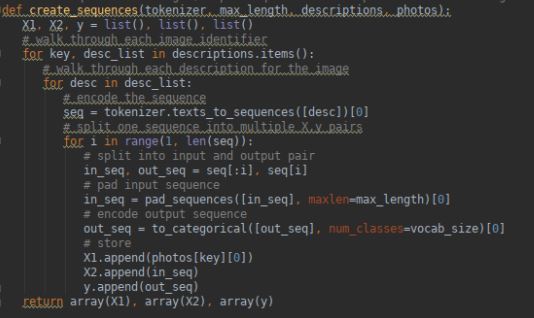 def create_sequences(tokenizer, max_length, descriptions, photos):
    X1, X2, y = list(), list(), list()
    # walk through each image identifier
    for key, desc_list in descriptions.items():
        # walk through each description for the image
        for desc in desc_list:
            # encode the sequence
            seq = tokenizer.texts_to_sequences([desc])[0]
            # split one sequence into multiple X,y pairs
            for i in range(1, len(seq)):
                # split into input and output pair
                in_seq, out_seq = seq[:i], seq[i]
                # pad input sequence
                in_seq = pad_sequences([in_seq], maxlen=max_length)[0]
                # encode output sequence
                out_seq = to_categorical([out_seq], num_classes=vocab_size)[0]
                # store
                X1.append(photos[key][0])
                X2.append(in_seq)
                y.append(out_seq)
    return array(X1), array(X2), array(y)